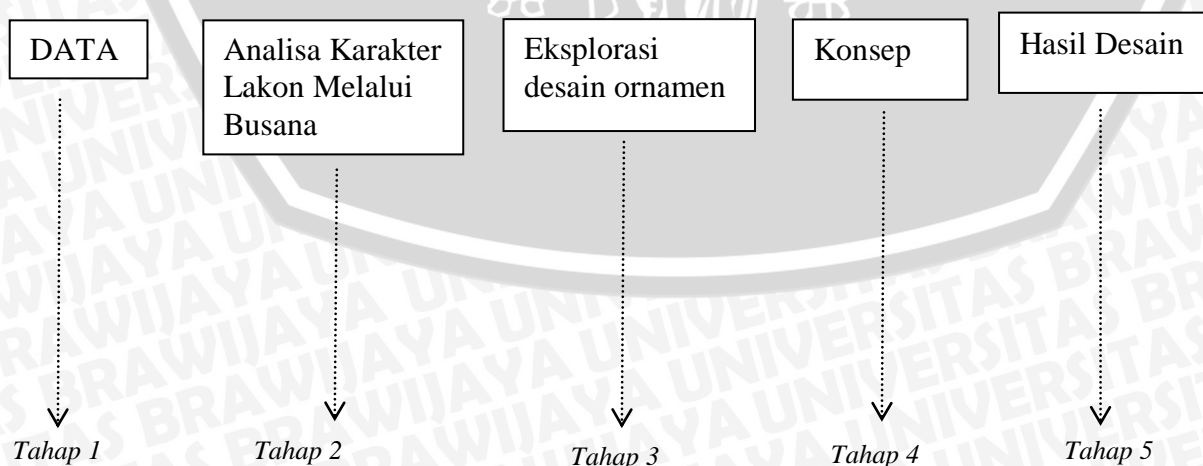 DATA
Analisa Karakter
Lakon Melalui
Busana
Eksplorasi
desain ornamen
Konsep
Hasil Desain
Tahap 1
Tahap 2
Tahap 3
Tahap 4
Tahap 5